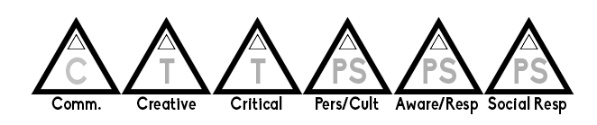 C T T PS PS PS
Comm. Creative Critical Pers/Cult Aware/Resp Social Resp